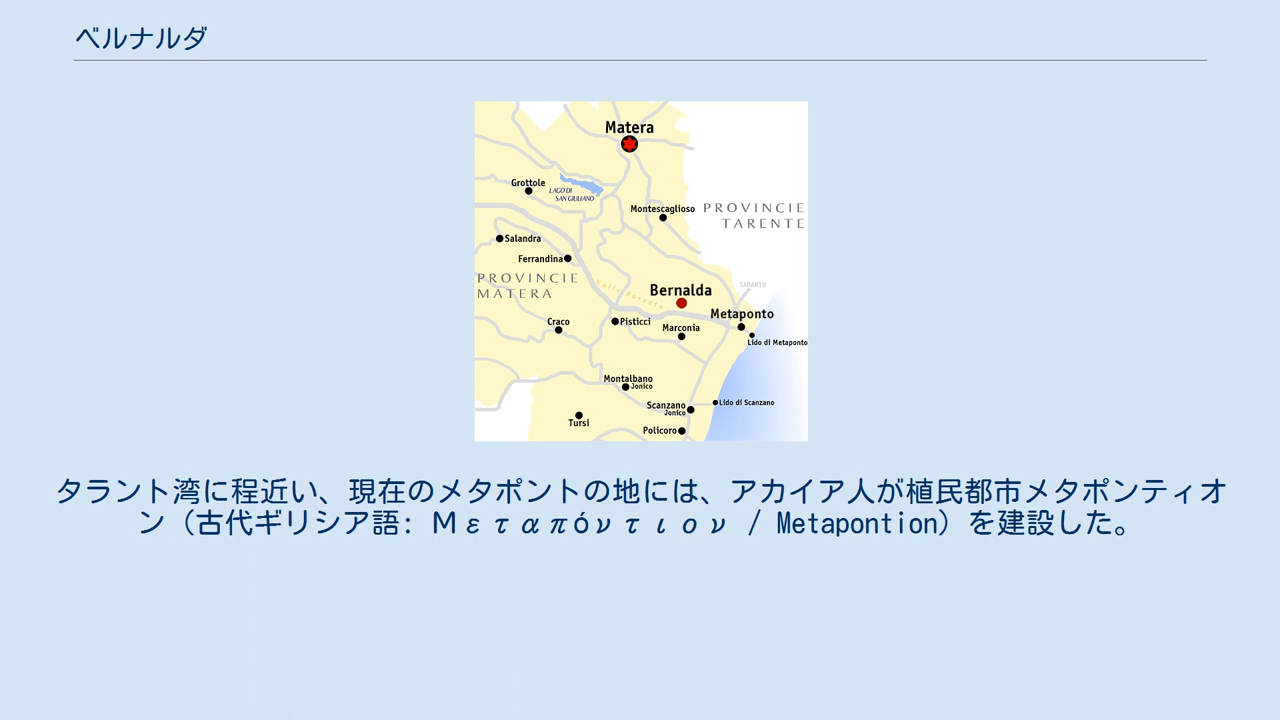 ベルナルダ
Matera
Grottole
LAGO DI
SAN GIULIANO
Montescaglioso
PROVINCIE
TARENTE
Salandra
Ferrandina
PROVINCIE
MATERA
Valle Basento
Bernalda
TARANTO
Metaponto
Craco
Pisticci
Marconia
Lido di Metaponto
Montalbano
Jonico
Scanzano
Jonico
Lido di Scanzano
Tursi
Policoro
タラント湾に程近い、現在のメタポントの地には、アカイア人が植民都市メタポンティオ
ン（古代ギリシア語: Μεταπόντιον / Metapontion）を建設した。